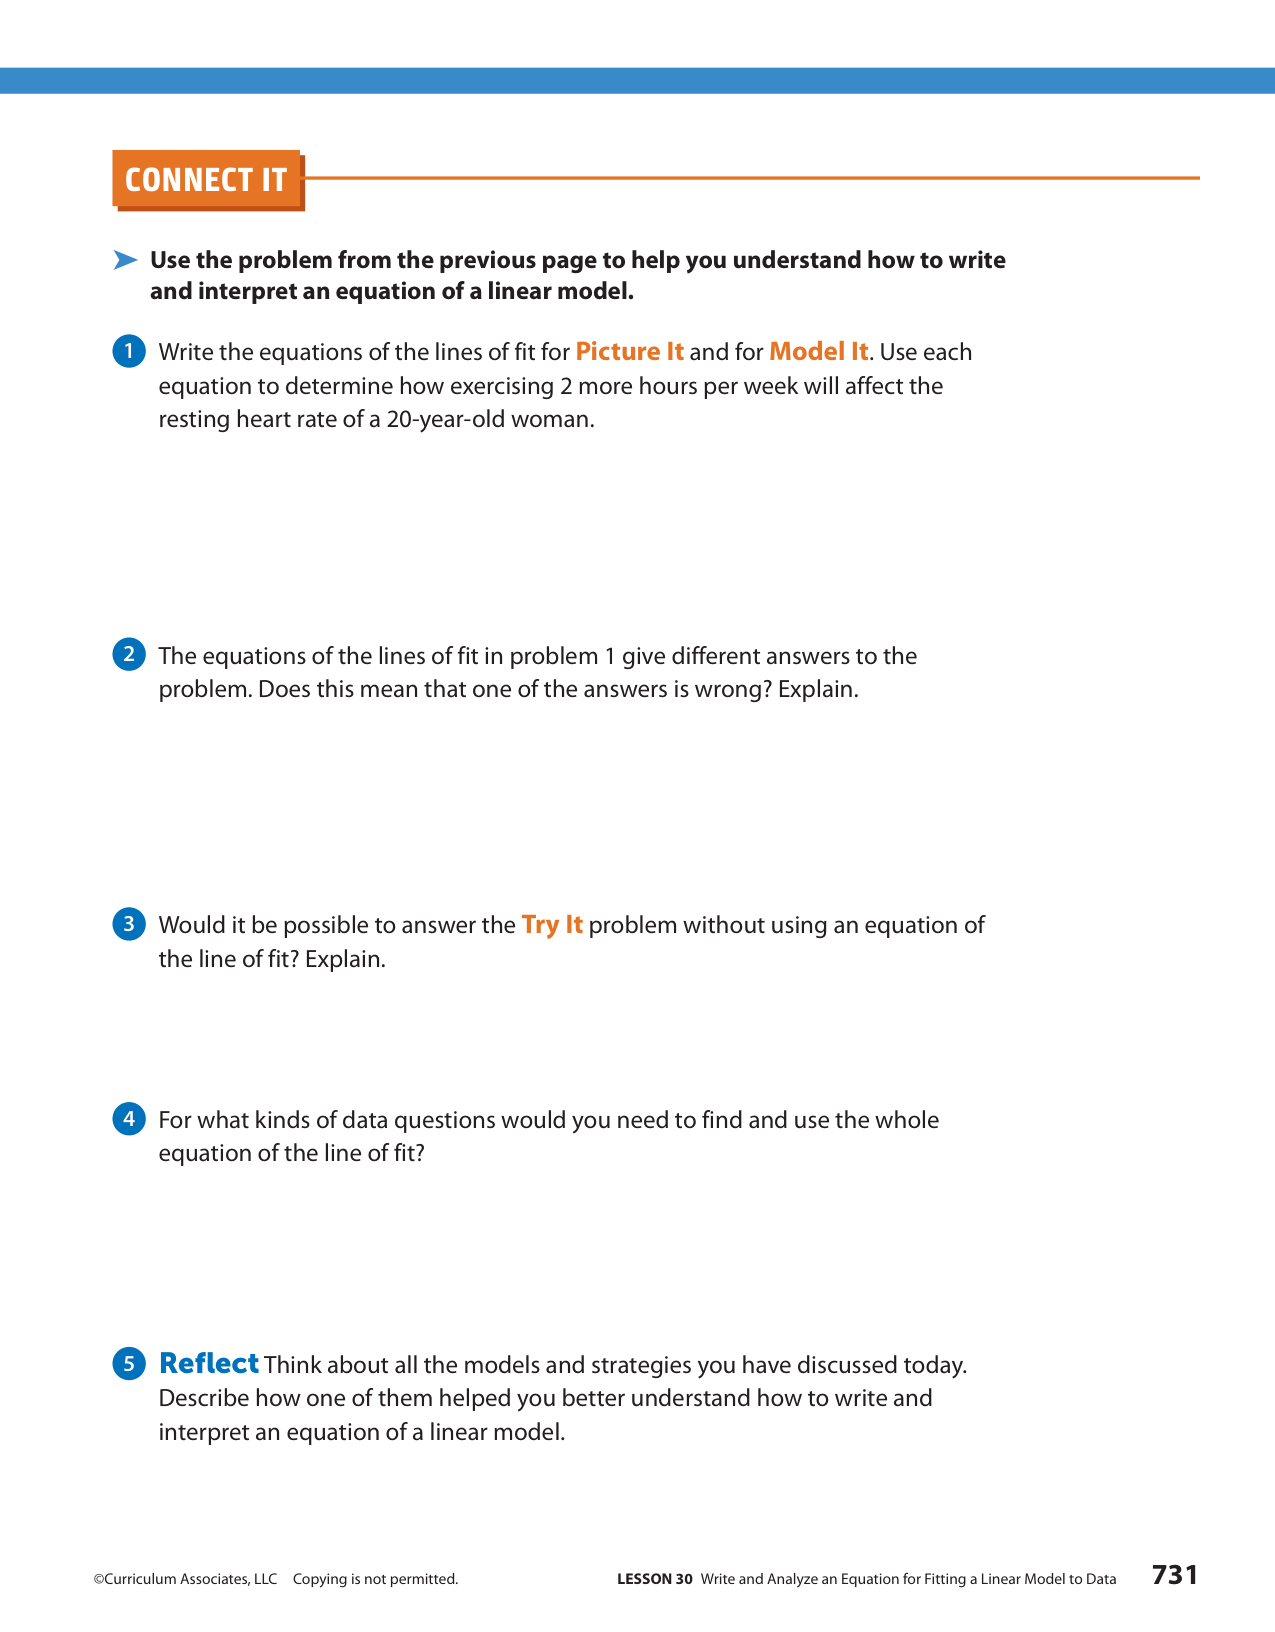 CONNECT IT
Use the problem from the previous page to help you understand how to write
and interpret an equation of a linear model.
1 Write the equations of the lines of fit for Picture It and for Model It. Use each
equation to determine how exercising 2 more hours per week will affect the
resting heart rate of a 20-year-old woman.
2 The equations of the lines of fit in problem 1 give different answers to the
problem. Does this mean that one of the answers is wrong? Explain.
3 Would it be possible to answer the Try It problem without using an equation of
the line of fit? Explain.
4 For what kinds of data questions would you need to find and use the whole
equation of the line of fit?
5 Reflect Think about all the models and strategies you have discussed today.
Describe how one of them helped you better understand how to write and
interpret an equation of a linear model.
©Curriculum Associates, LLC Copying is not permitted. LESSON 30 Write and Analyze an Equation for Fitting a Linear Model to Data 731